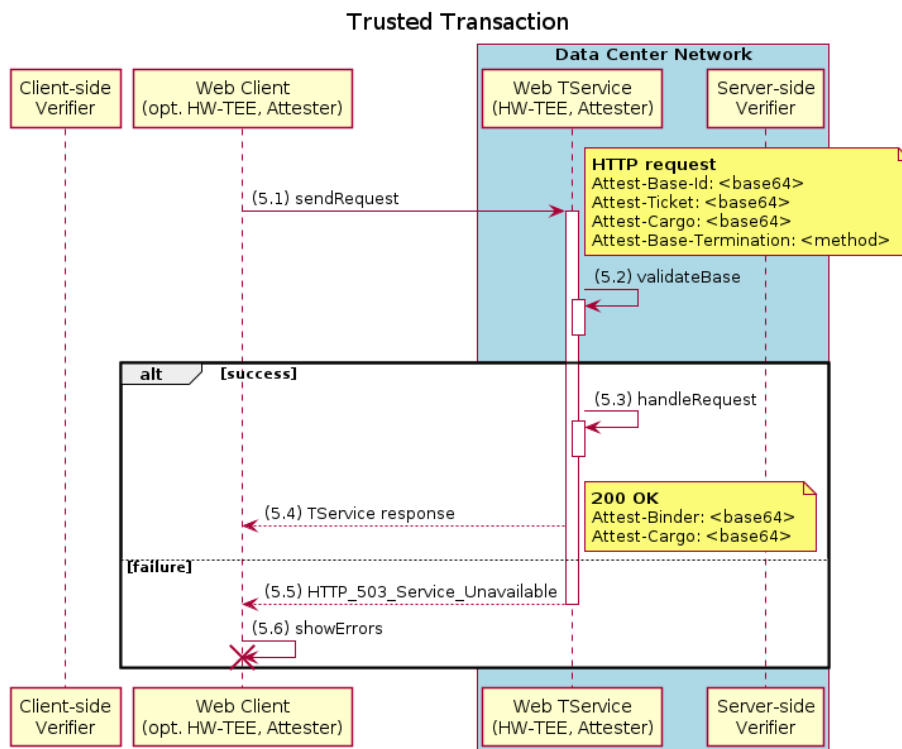 Trusted Transaction
Data Center Network
Client-side
Verifier
Web Client
(opt. HW-TEE, Attester)
Web TService
(HW-TEE, Attester)
Server-side
Verifier
HTTP request
Attest-Base-Id: <base64>
Attest-Ticket: <base64>
Attest-Cargo: <base64>
Attest-Base-Termination: <method>
(5.1) sendRequest
(5.2) validateBase
alt
[success]
(5.3) handleRequest
200 OK
Attest-Binder: <base64>
Attest-Cargo: <base64>
(5.4) TService response
[failure]
(5.5) HTTP_503_Service_Unavailable
(5.6) showErrors
Client-side
Verifier
Web Client
(opt. HW-TEE, Attester)
Web TService
(HW-TEE, Attester)
Server-side
Verifier